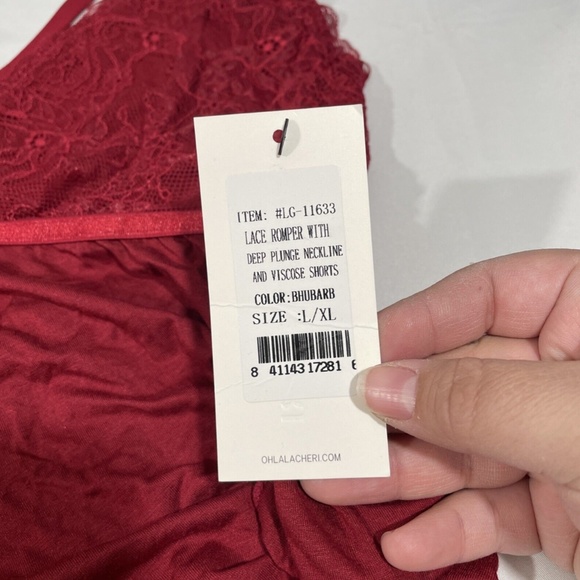 ITEM: #LG-11633
LACE ROMPER WITH
DEEP PLUNGE NECKLINE
AND VISCOSE SHORTS
COLOR:BHUBARB
SIZE :L/XL
8 41143 17281 6
OHLALACHERI.COM